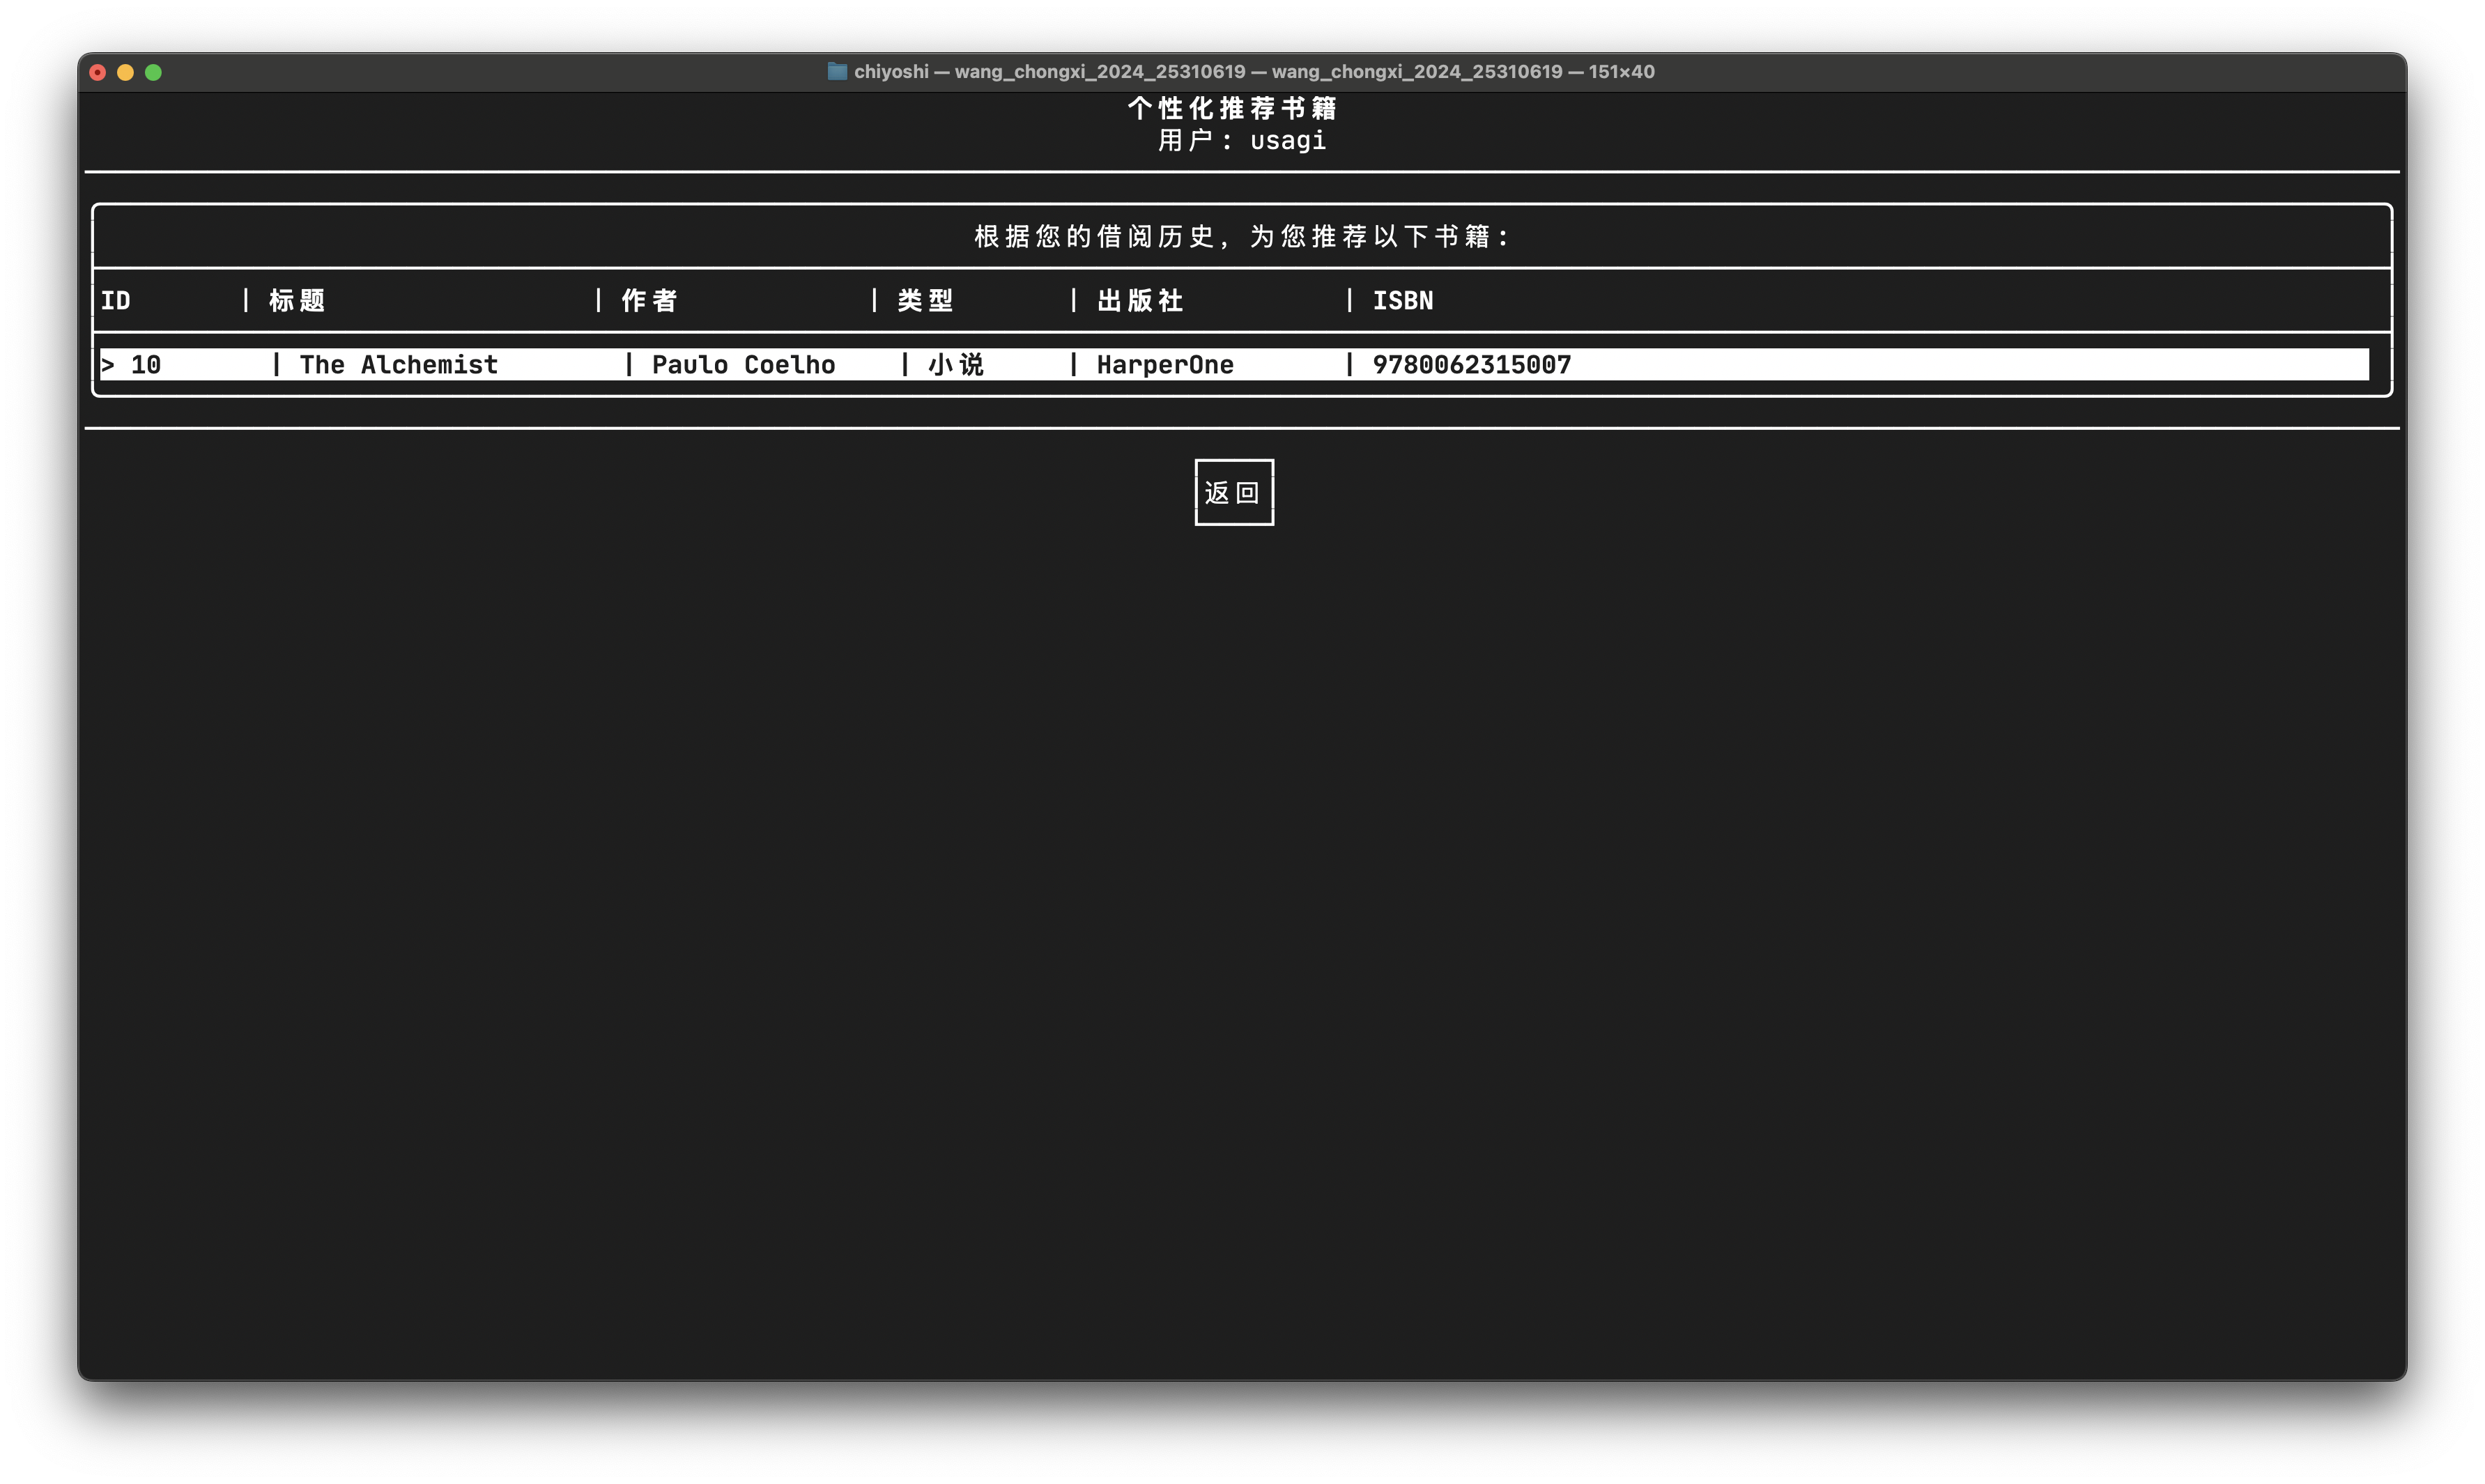 chiyoshi — wang_chongxi_2024_25310619 — wang_chongxi_2024_25310619 — 151×40
个性化推荐书籍
用户: usagi
根据您的借阅历史, 为您推荐以下书籍:
ID | 标题 | 作者 | 类型 | 出版社 | ISBN
> 10 | The Alchemist | Paulo Coelho | 小说 | HarperOne | 9780062315007
返回